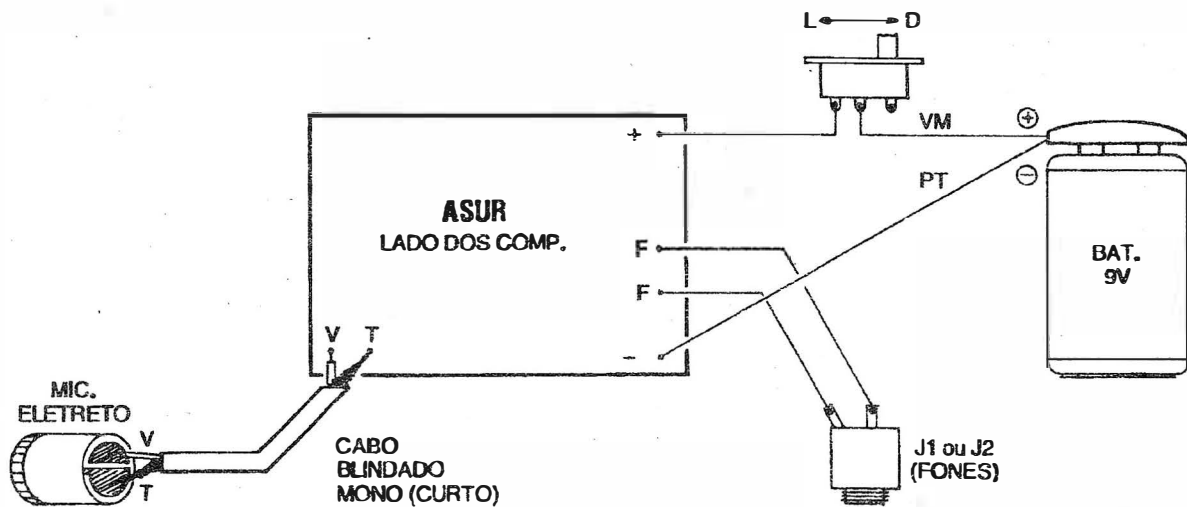 L D
VM
+
PT
-
+
ASUR
LADO DOS COMP.
F
F
-
V T
BAT.
9V
MIC.
ELETRETO
V
T
CABO
BLINDADO
MONO (CURTO)
J1 ou J2
(FONES)